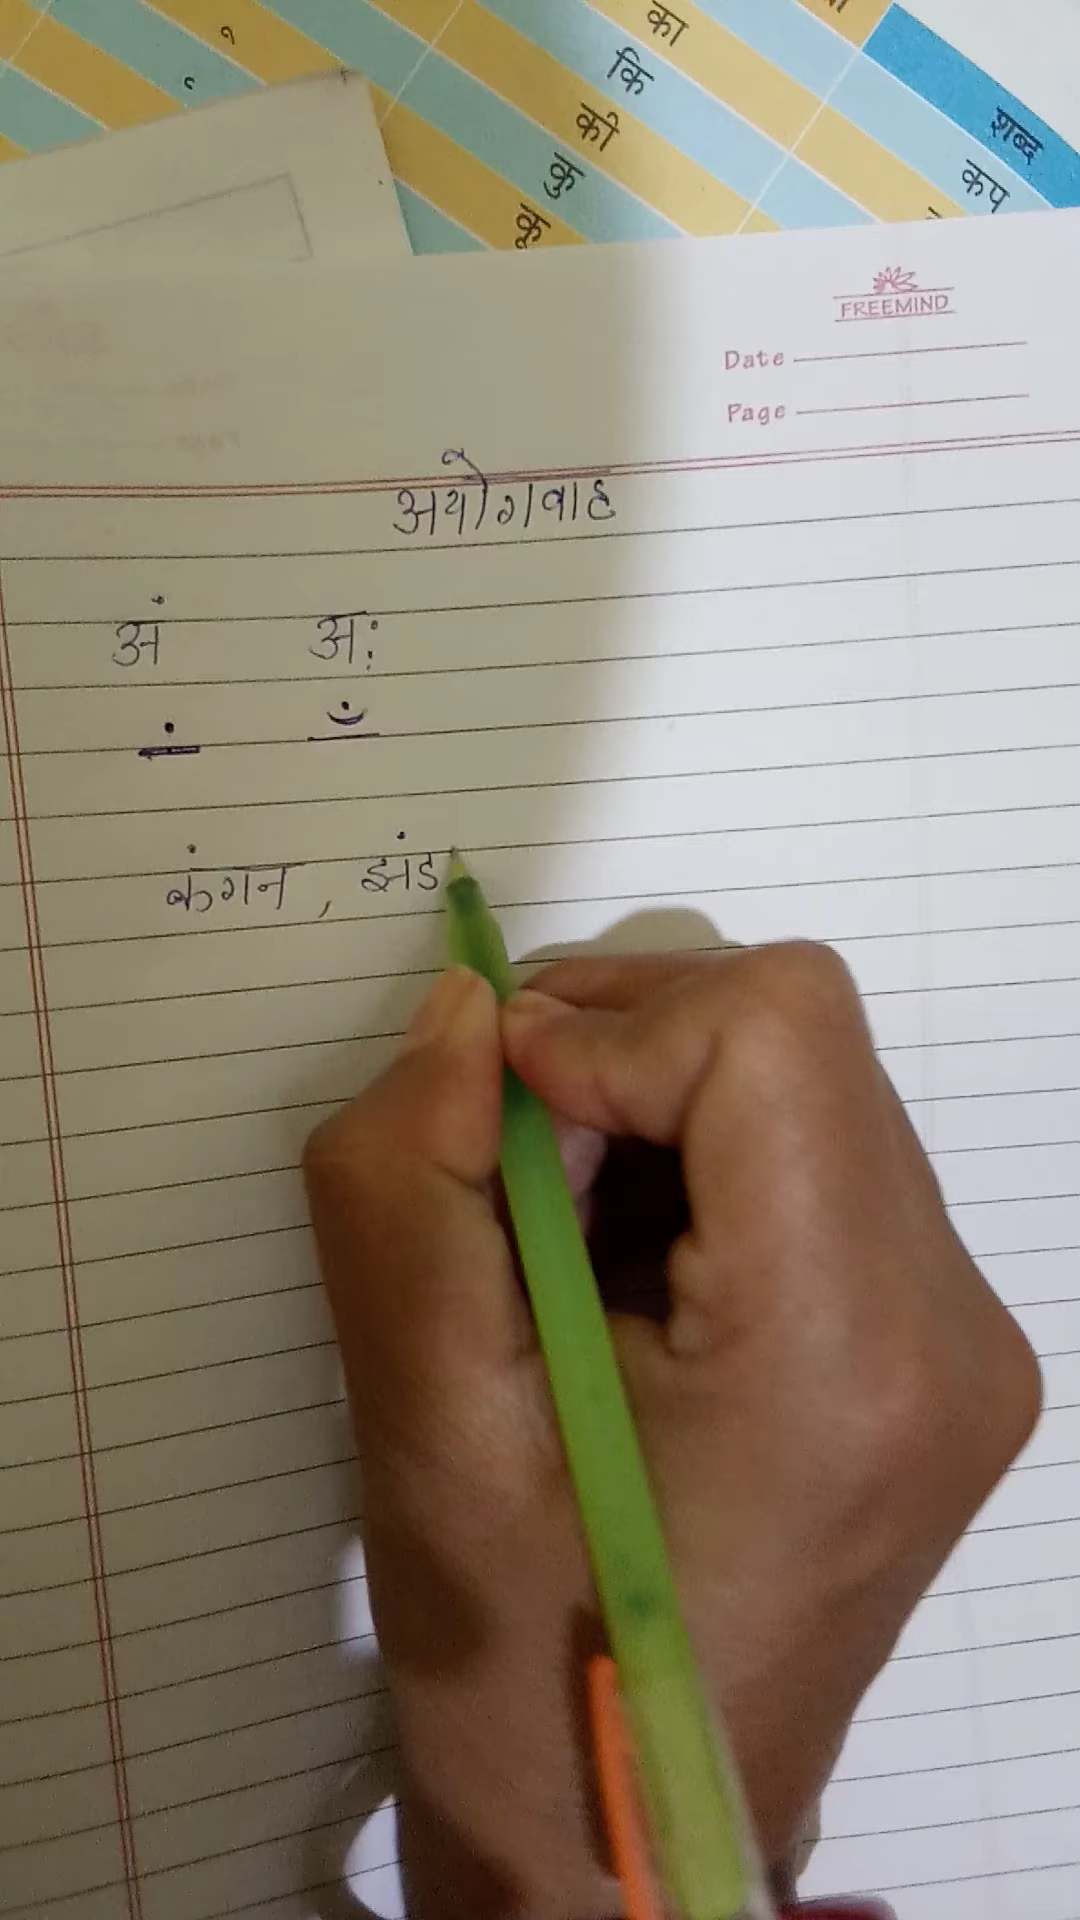 का
कि
की
कु
कू
शब्द
कप
FREEMIND
Date
Page
अयोगवाह
अं अः
कंगन , झंड